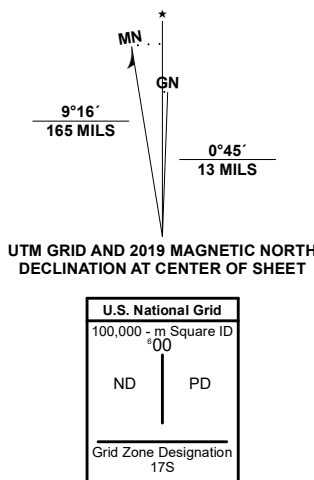 ★
MN
GN
9°16´
165 MILS
0°45´
13 MILS
UTM GRID AND 2019 MAGNETIC NORTH
DECLINATION AT CENTER OF SHEET
U.S. National Grid
100,000 - m Square ID
⁶00
ND PD
Grid Zone Designation
17S